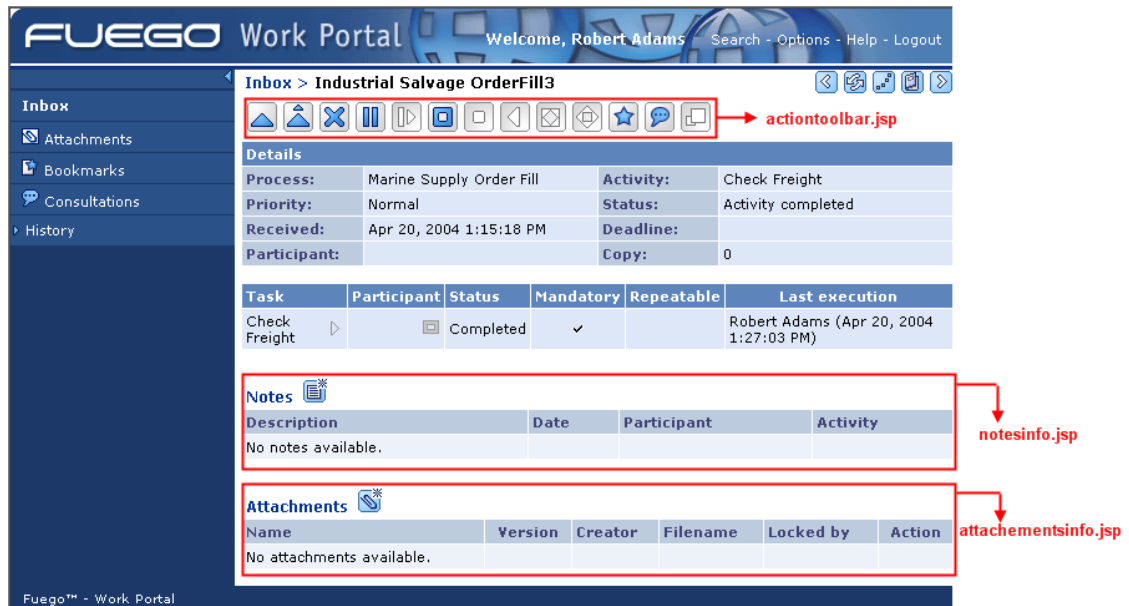 FUEGO Work Portal
Welcome, Robert Adams
Search - Options - Help - Logout
Inbox
Attachments
Bookmarks
Consultations
History
Inbox > Industrial Salvage OrderFill3
actiontoolbar.jsp
Details
Process: Marine Supply Order Fill Activity: Check Freight
Priority: Normal Status: Activity completed
Received: Apr 20, 2004 1:15:18 PM Deadline:
Participant: Copy: 0
Task Participant Status Mandatory Repeatable Last execution
Check Freight Completed Robert Adams (Apr 20, 2004 1:27:03 PM)
Notes
Description Date Participant Activity
No notes available.
notesinfo.jsp
Attachments
Name Version Creator Filename Locked by Action
No attachments available.
attachementsinfo.jsp
Fuego™ - Work Portal